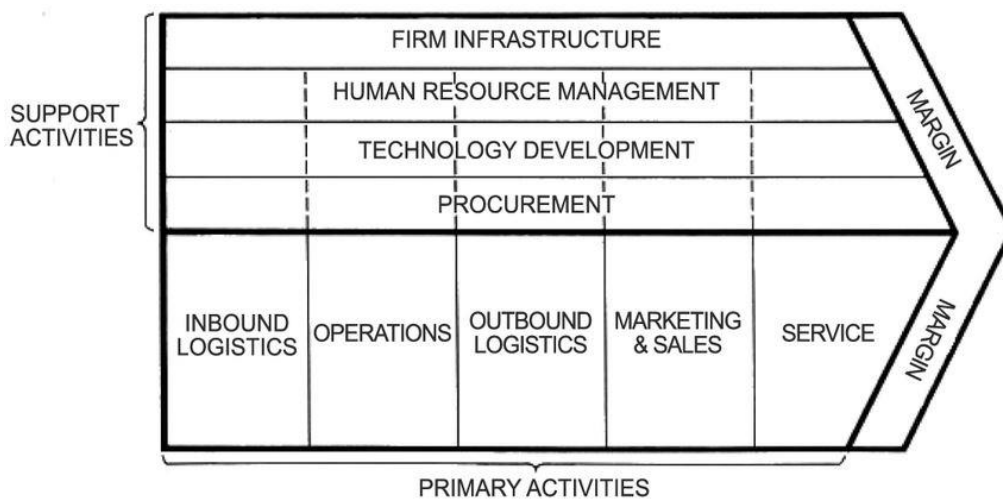 FIRM INFRASTRUCTURE
HUMAN RESOURCE MANAGEMENT
SUPPORT
ACTIVITIES
TECHNOLOGY DEVELOPMENT
PROCUREMENT
MARGIN
INBOUND
LOGISTICS
OPERATIONS
OUTBOUND
LOGISTICS
MARKETING
& SALES
SERVICE
MARGIN
PRIMARY ACTIVITIES